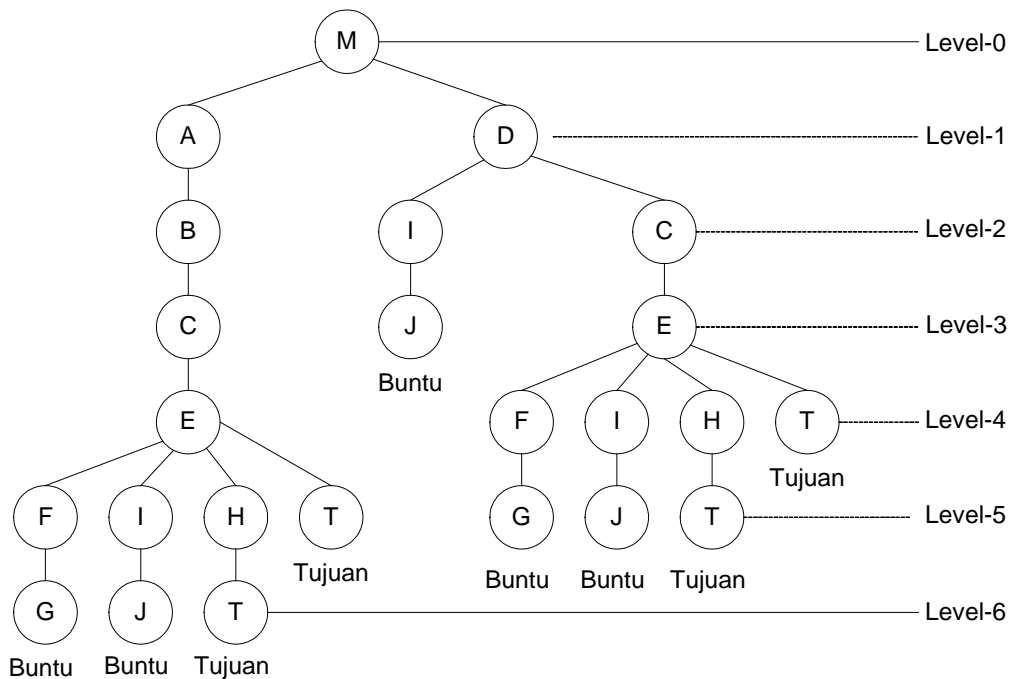 M Level-0
A D Level-1
B I C Level-2
C J E Level-3
Buntu
E F I H T Level-4
Tujuan
F I H T G J T Level-5
Tujuan Buntu Buntu Tujuan
G J T Level-6
Buntu Buntu Tujuan